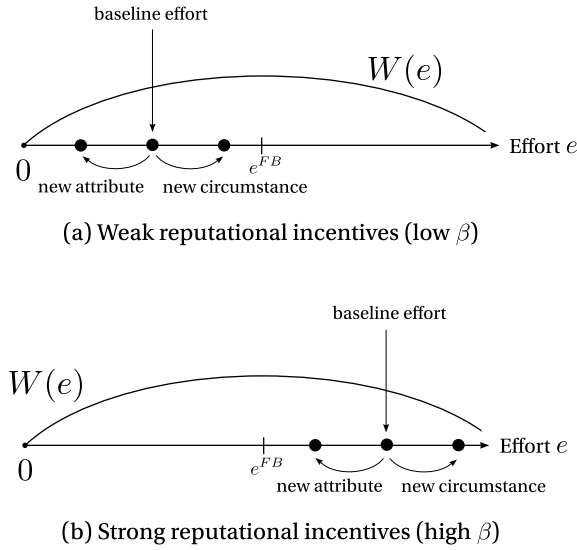 baseline effort
W(e)
Effort e
0
e^{FB}
new attribute
new circumstance
(a) Weak reputational incentives (low β)
baseline effort
W(e)
Effort e
0
e^{FB}
new attribute
new circumstance
(b) Strong reputational incentives (high β)